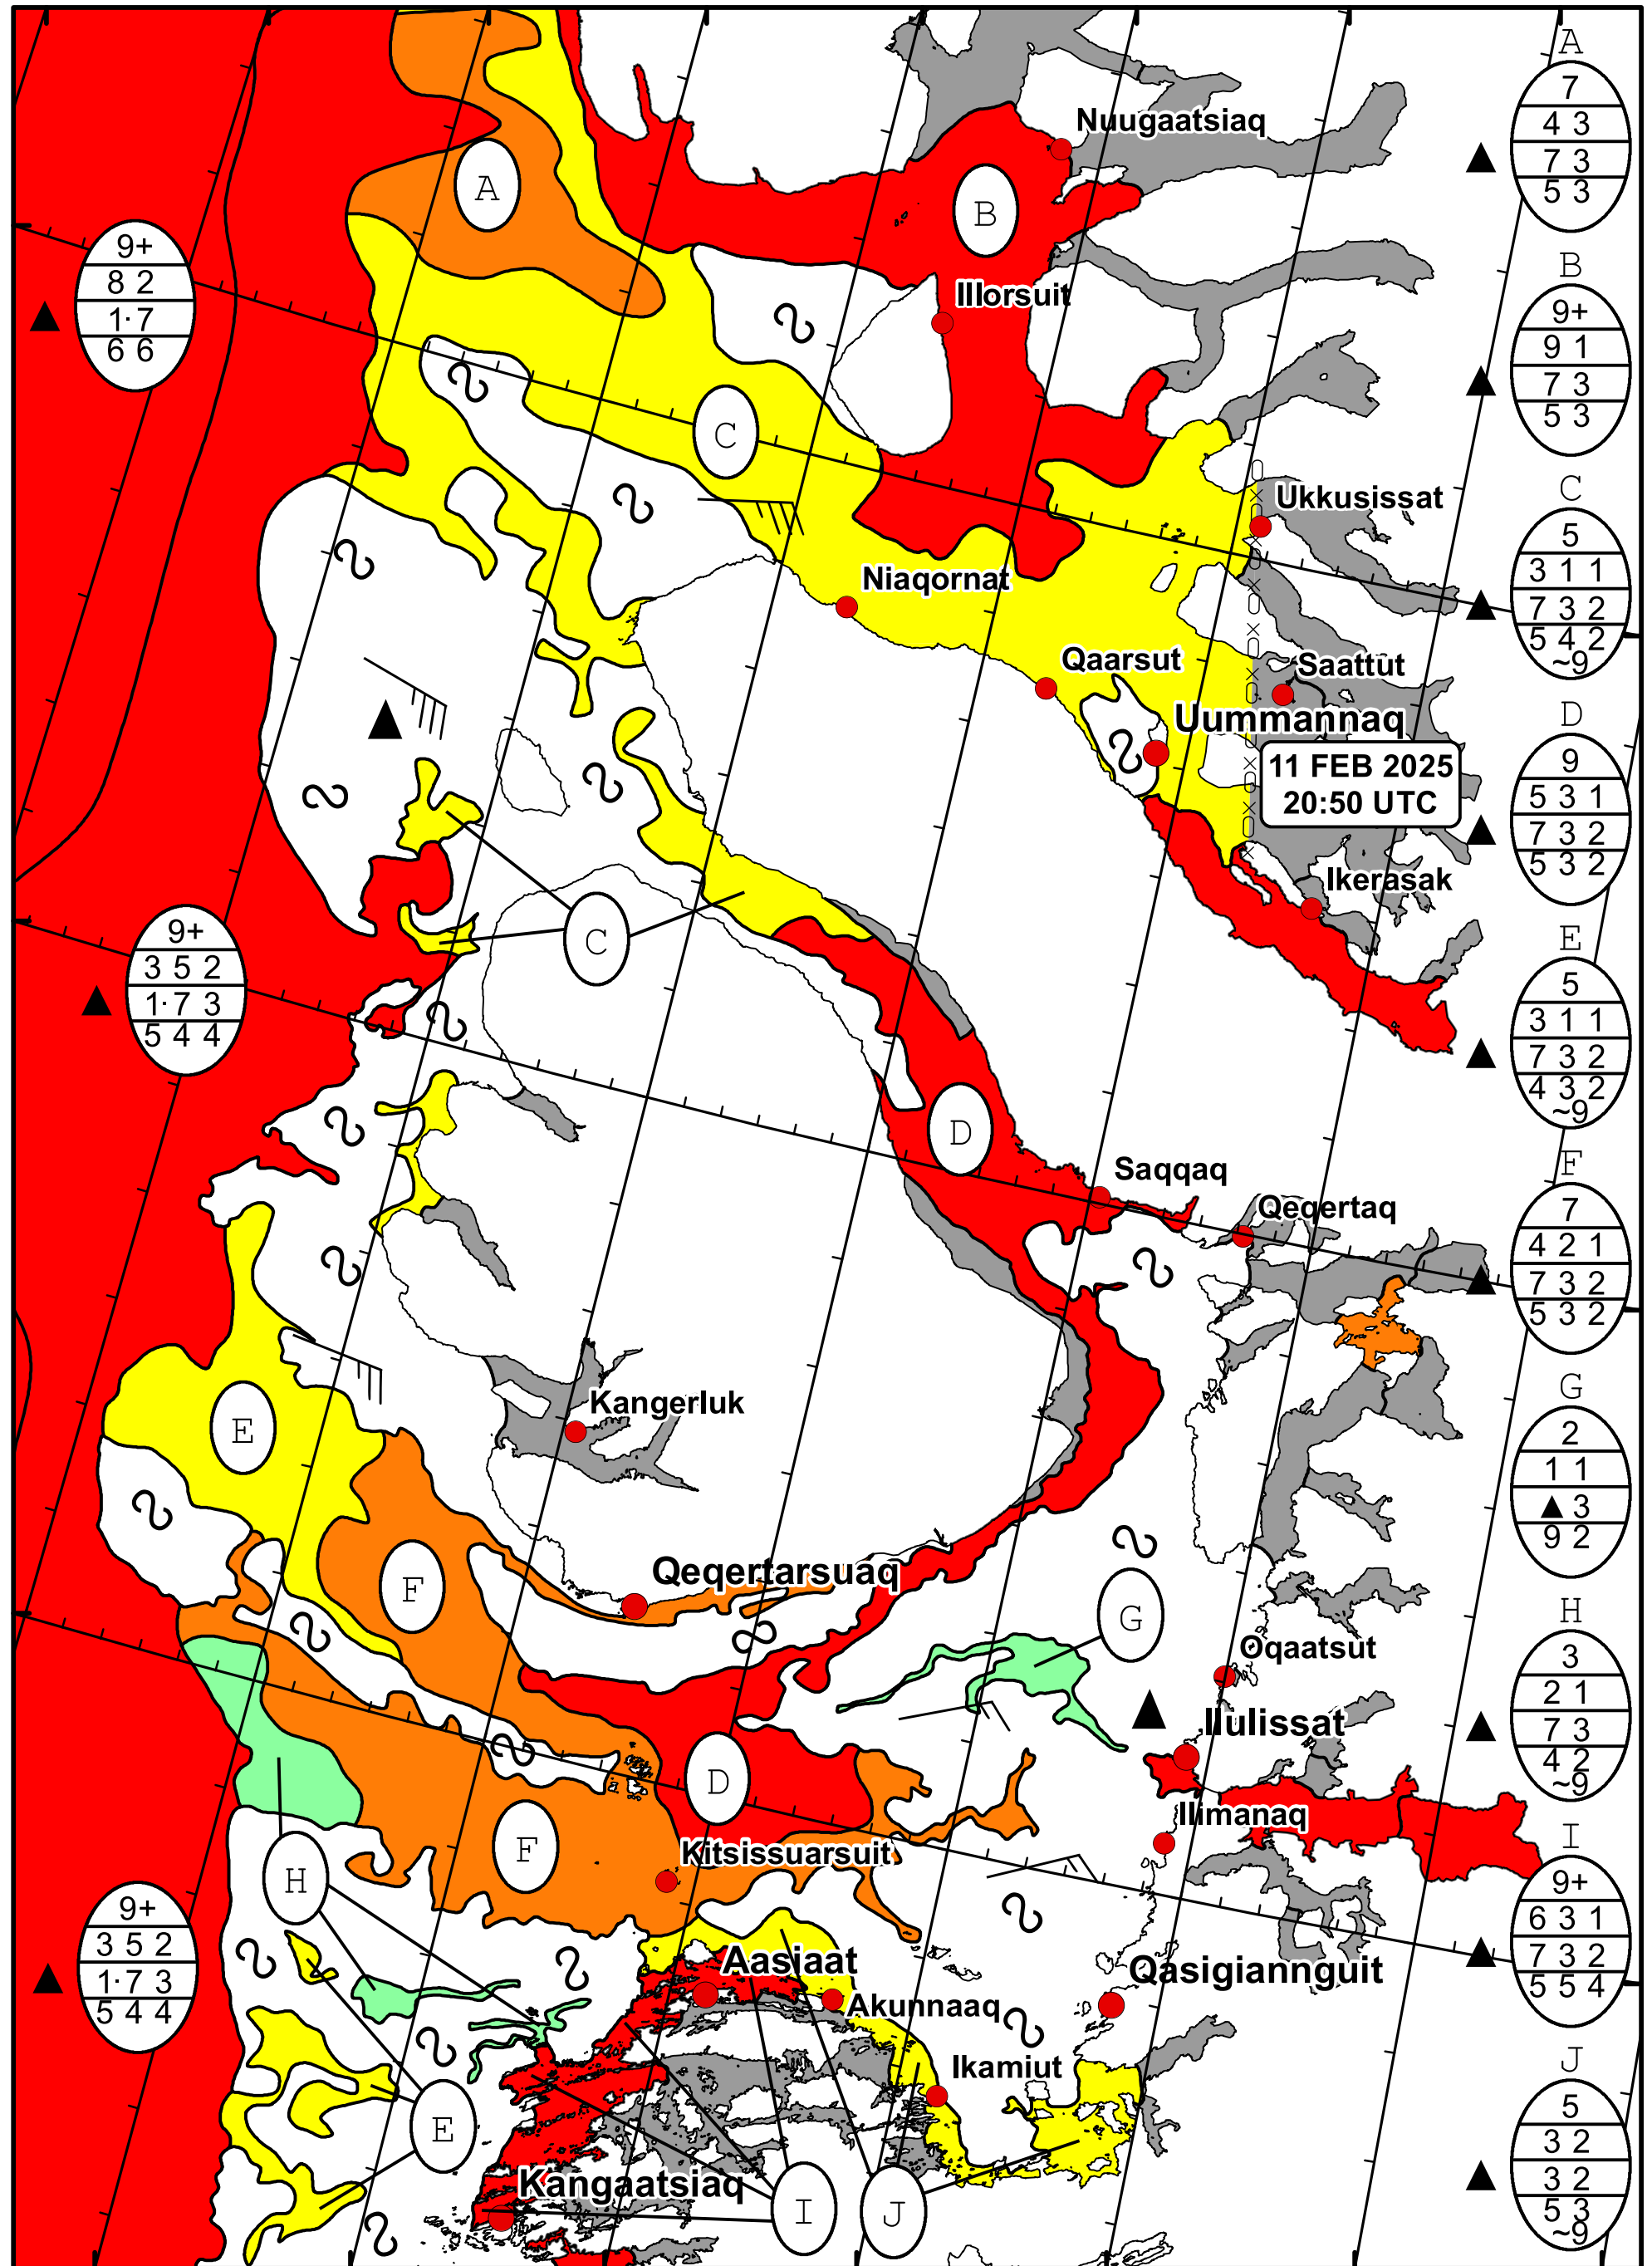 A
7
4 3
7 3
5 3
Nuugaatsiaq
A
B
9+
8 2
1· 7
6 6
Illorsuit
B
9+
9 1
7 3
5 3
C
Ukkusissat
C
5
3 1 1
7 3 2
5 4 2
~9
Niaqornat
Qaarsut
Saattut
Uummannaq
11 FEB 2025
20:50 UTC
D
9
5 3 1
7 3 2
5 3 2
Ikerasak
9+
3 5 2
1· 7 3
5 4 4
C
E
5
3 1 1
7 3 2
4 3 2
~9
D
Saqqaq
Qeqertaq
F
7
4 2 1
7 3 2
5 3 2
Kangerluk
E
G
2
1 1
▲ 3
9 2
Qeqertarsuaq
F
G
Oqaatsut
H
3
2 1
7 3
4 2
~9
Ilulissat
D
Ilimanaq
F
Kitsissuarsuit
H
I
9+
6 3 1
7 3 2
5 5 4
9+
3 5 2
1· 7 3
5 4 4
Aasiaat
Qasigiannguit
Akunnaaq
Ikamiut
E
J
5
3 2
3 2
5 3
~9
Kangaatsiaq
I
J